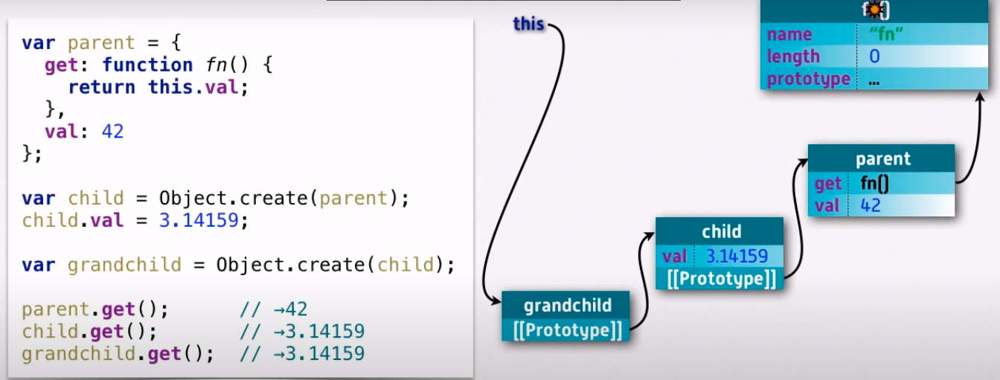 var parent = {
get: function fn() {
return this.val;
},
val: 42
};
var child = Object.create(parent);
child.val = 3.14159;
var grandchild = Object.create(child);
parent.get(); // →42
child.get(); // →3.14159
grandchild.get(); // →3.14159
this
name "fn"
length 0
prototype ...
parent
get fn()
val 42
child
val 3.14159
[[Prototype]]
grandchild
[[Prototype]]